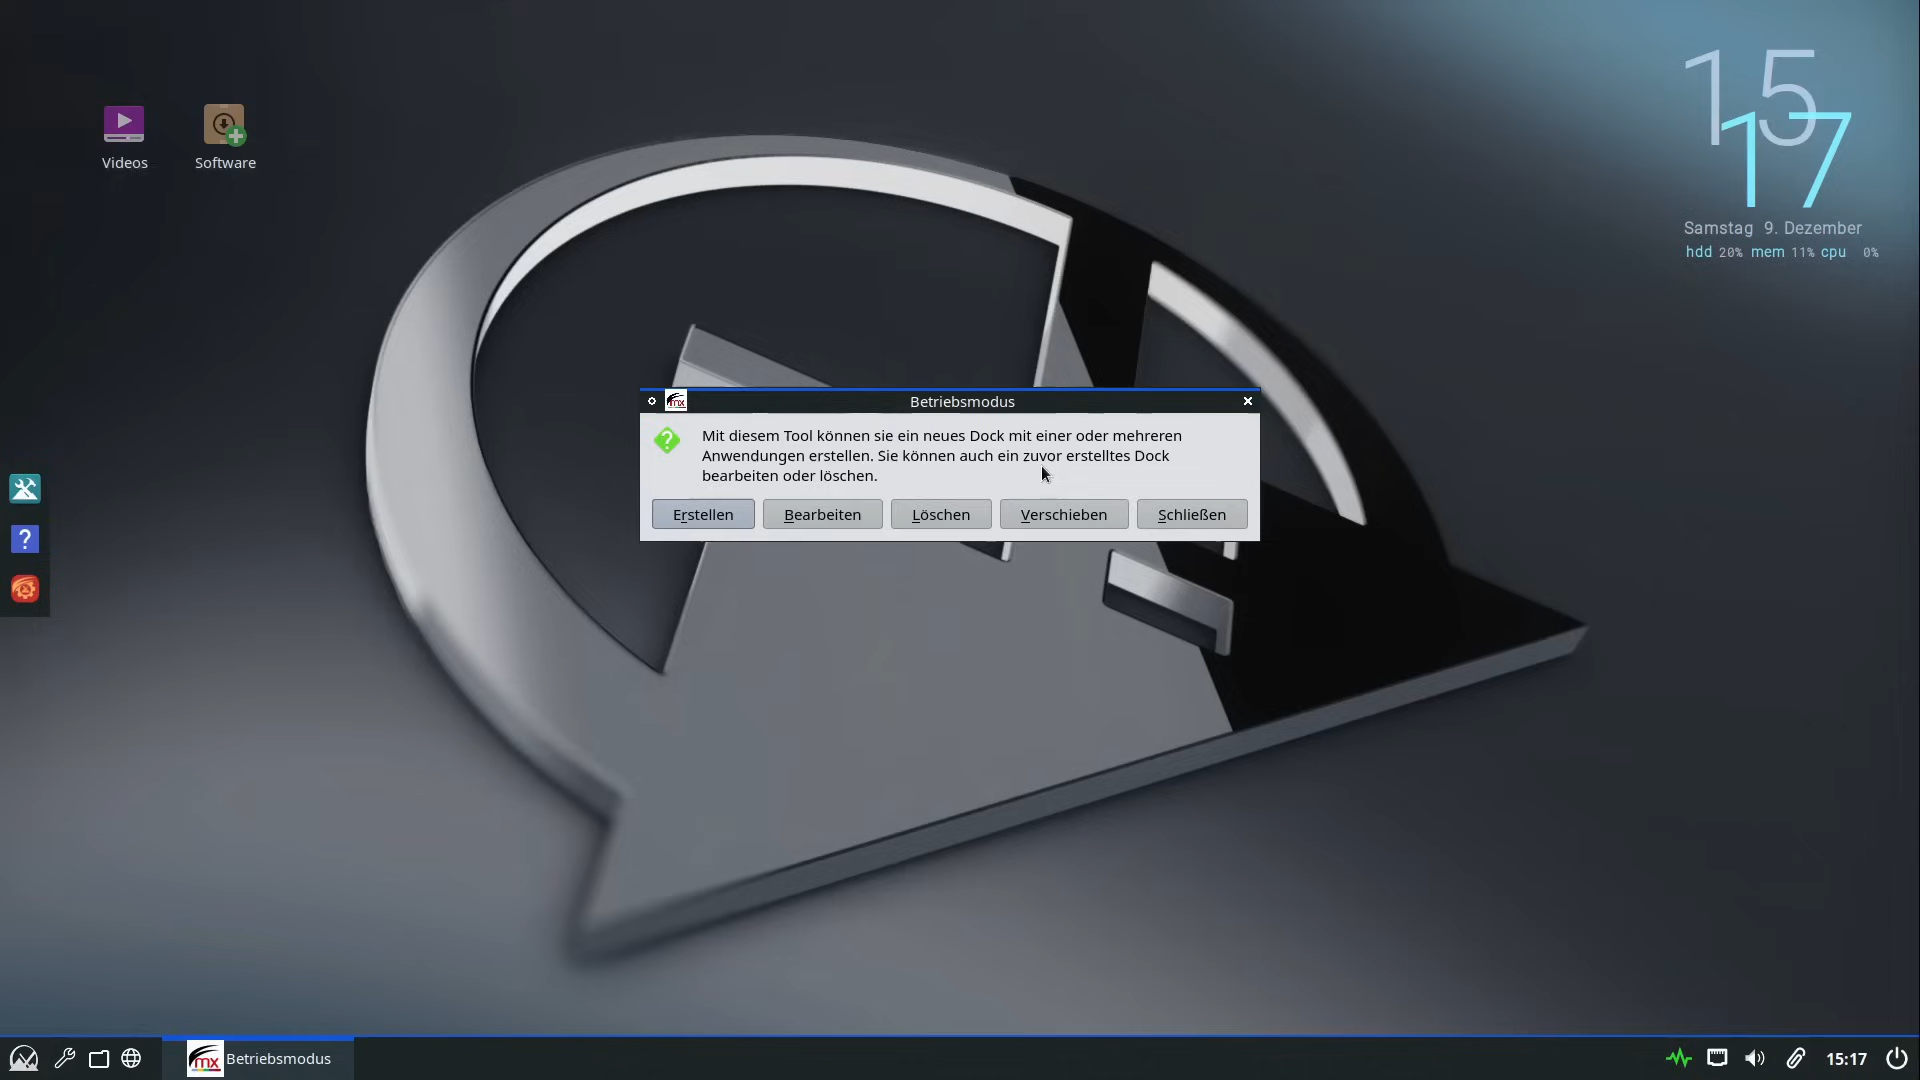 15
17
Samstag 9. Dezember
hdd 20% mem 11% cpu 0%
Videos
Software
Betriebsmodus
Mit diesem Tool können sie ein neues Dock mit einer oder mehreren
Anwendungen erstellen. Sie können auch ein zuvor erstelltes Dock
bearbeiten oder löschen.
Erstellen
Bearbeiten
Löschen
Verschieben
Schließen
mx Betriebsmodus
15:17